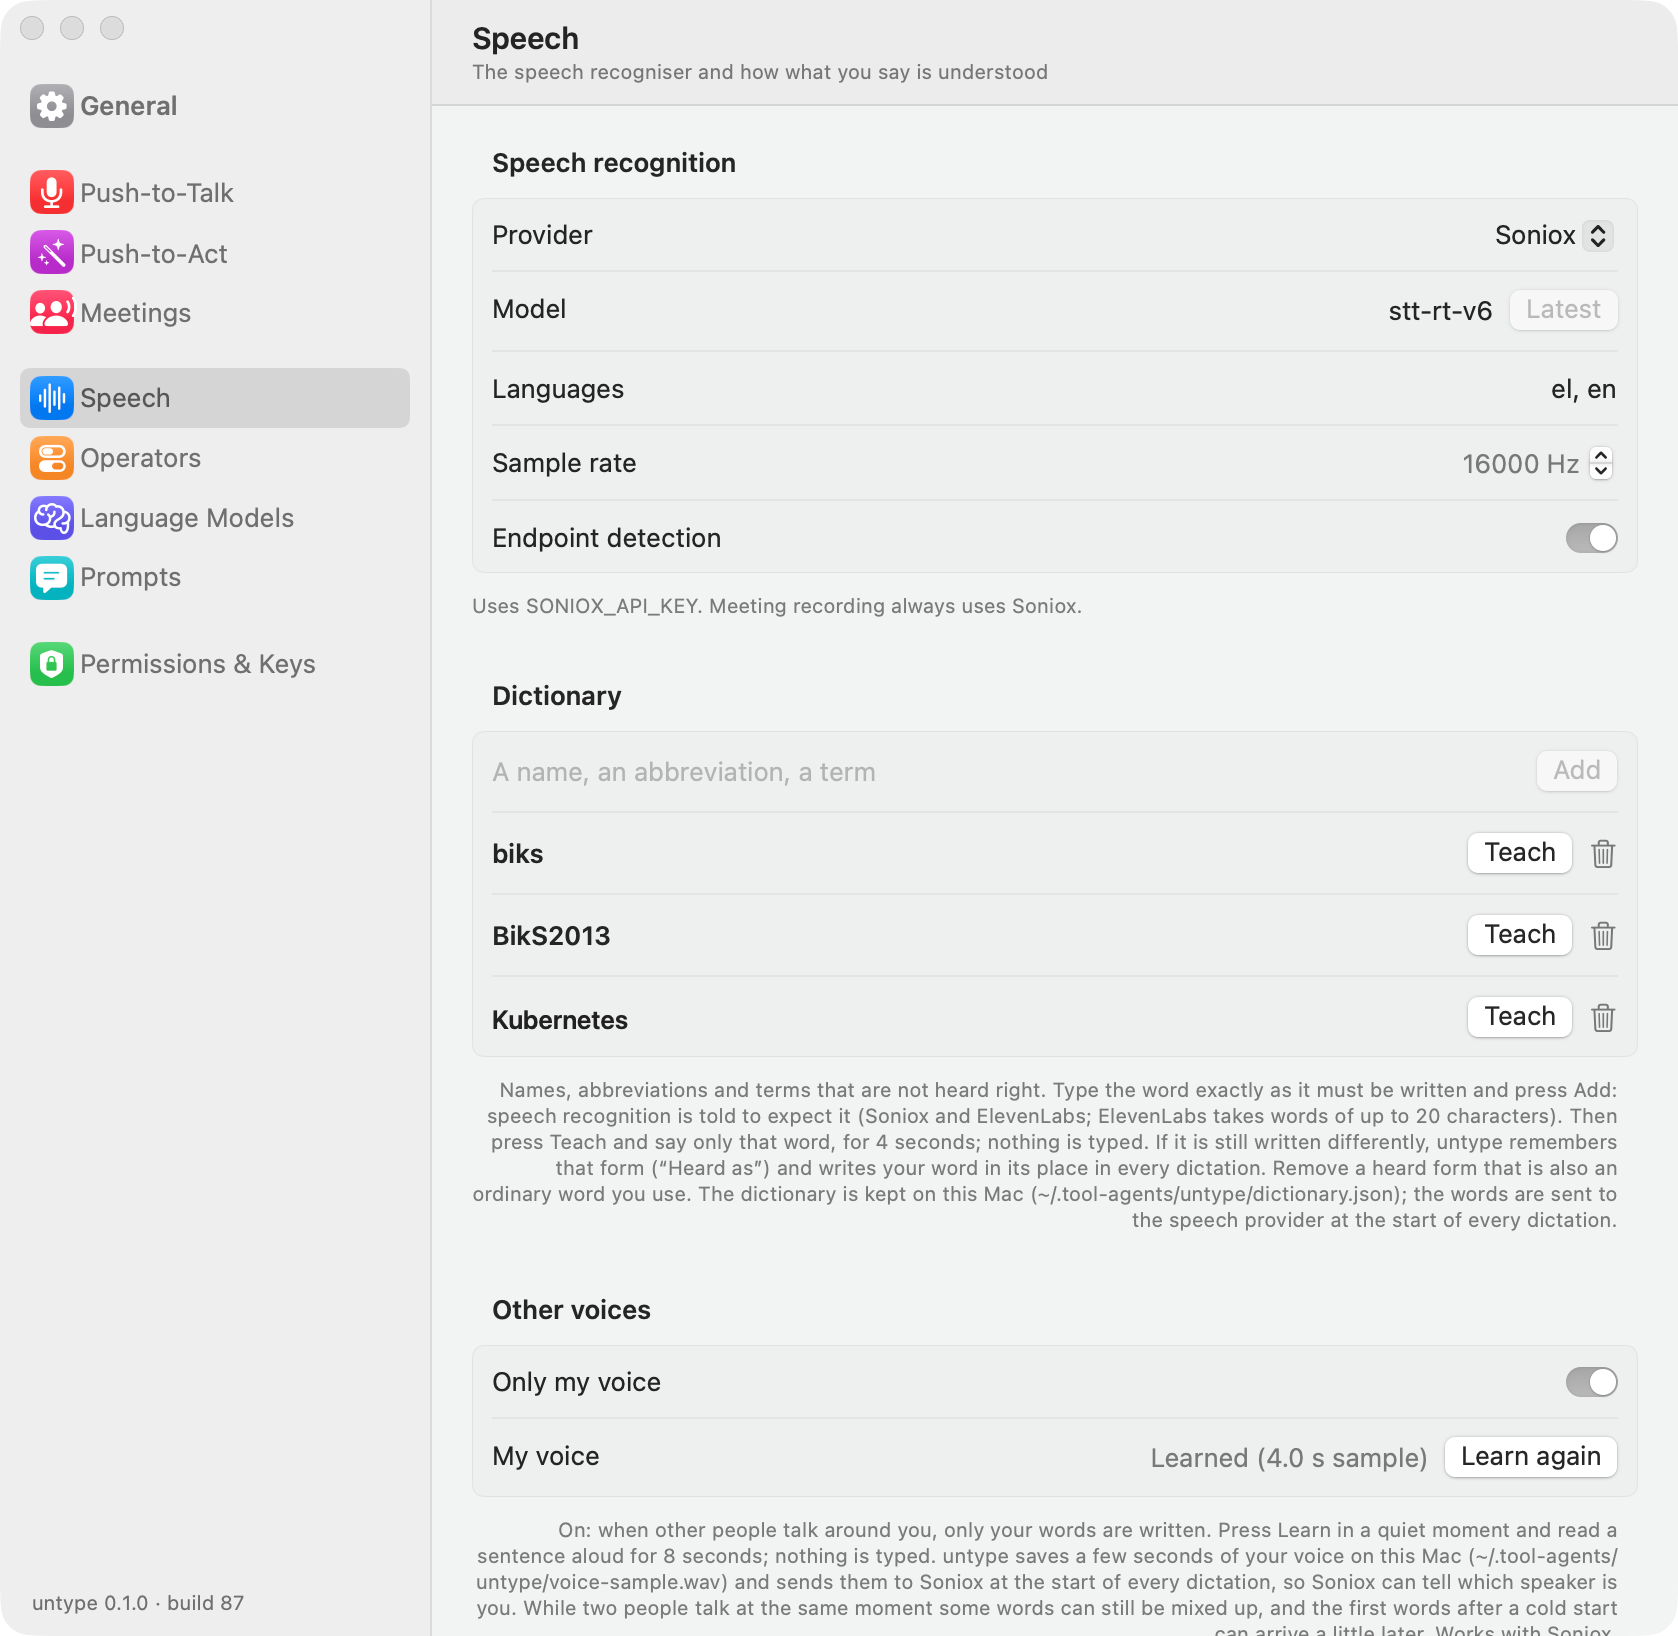 Speech
The speech recogniser and how what you say is understood
General
Push-to-Talk
Push-to-Act
Meetings
Speech
Operators
Language Models
Prompts
Permissions & Keys
untype 0.1.0 · build 87
Speech recognition
Provider Soniox
Model stt-rt-v6 Latest
Languages el, en
Sample rate 16000 Hz
Endpoint detection
Uses SONIOX_API_KEY. Meeting recording always uses Soniox.
Dictionary
A name, an abbreviation, a term Add
biks Teach
BikS2013 Teach
Kubernetes Teach
Names, abbreviations and terms that are not heard right. Type the word exactly as it must be written and press Add:
speech recognition is told to expect it (Soniox and ElevenLabs; ElevenLabs takes words of up to 20 characters). Then
press Teach and say only that word, for 4 seconds; nothing is typed. If it is still written differently, untype remembers
that form (“Heard as”) and writes your word in its place in every dictation. Remove a heard form that is also an
ordinary word you use. The dictionary is kept on this Mac (~/.tool-agents/untype/dictionary.json); the words are sent to
the speech provider at the start of every dictation.
Other voices
Only my voice
My voice Learned (4.0 s sample) Learn again
On: when other people talk around you, only your words are written. Press Learn in a quiet moment and read a
sentence aloud for 8 seconds; nothing is typed. untype saves a few seconds of your voice on this Mac (~/.tool-agents/
untype/voice-sample.wav) and sends them to Soniox at the start of every dictation, so Soniox can tell which speaker is
you. While two people talk at the same moment some words can still be mixed up, and the first words after a cold start
can arrive a little later. Works with Soniox.